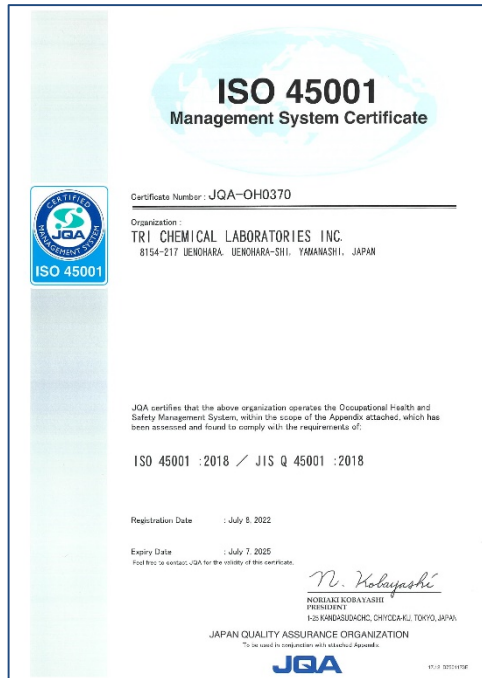 ISO 45001
Management System Certificate
Certificate Number : JQA-OH0370
Organization :
TRI CHEMICAL LABORATORIES INC.
8154-217 UENOHARA, UENOHARA-SHI, YAMANASHI, JAPAN
CERTIFIED
JQA
MANAGEMENT SYSTEM
ISO 45001
JQA certifies that the above organization operates the Occupational Health and
Safety Management System, within the scope of the Appendix attached, which has
been assessed and found to comply with the requirements of:
ISO 45001 :2018 / JIS Q 45001 :2018
Registration Date : July 8, 2022
Expiry Date : July 7, 2025
Feel free to contact JQA for the validity of this certificate.
N. Kobayashi
NORIAKI KOBAYASHI
PRESIDENT
1-25 KANDASUDACHO, CHIYODA-KU, TOKYO, JAPAN
JAPAN QUALITY ASSURANCE ORGANIZATION
To be used in conjunction with attached Appendix.
JQA